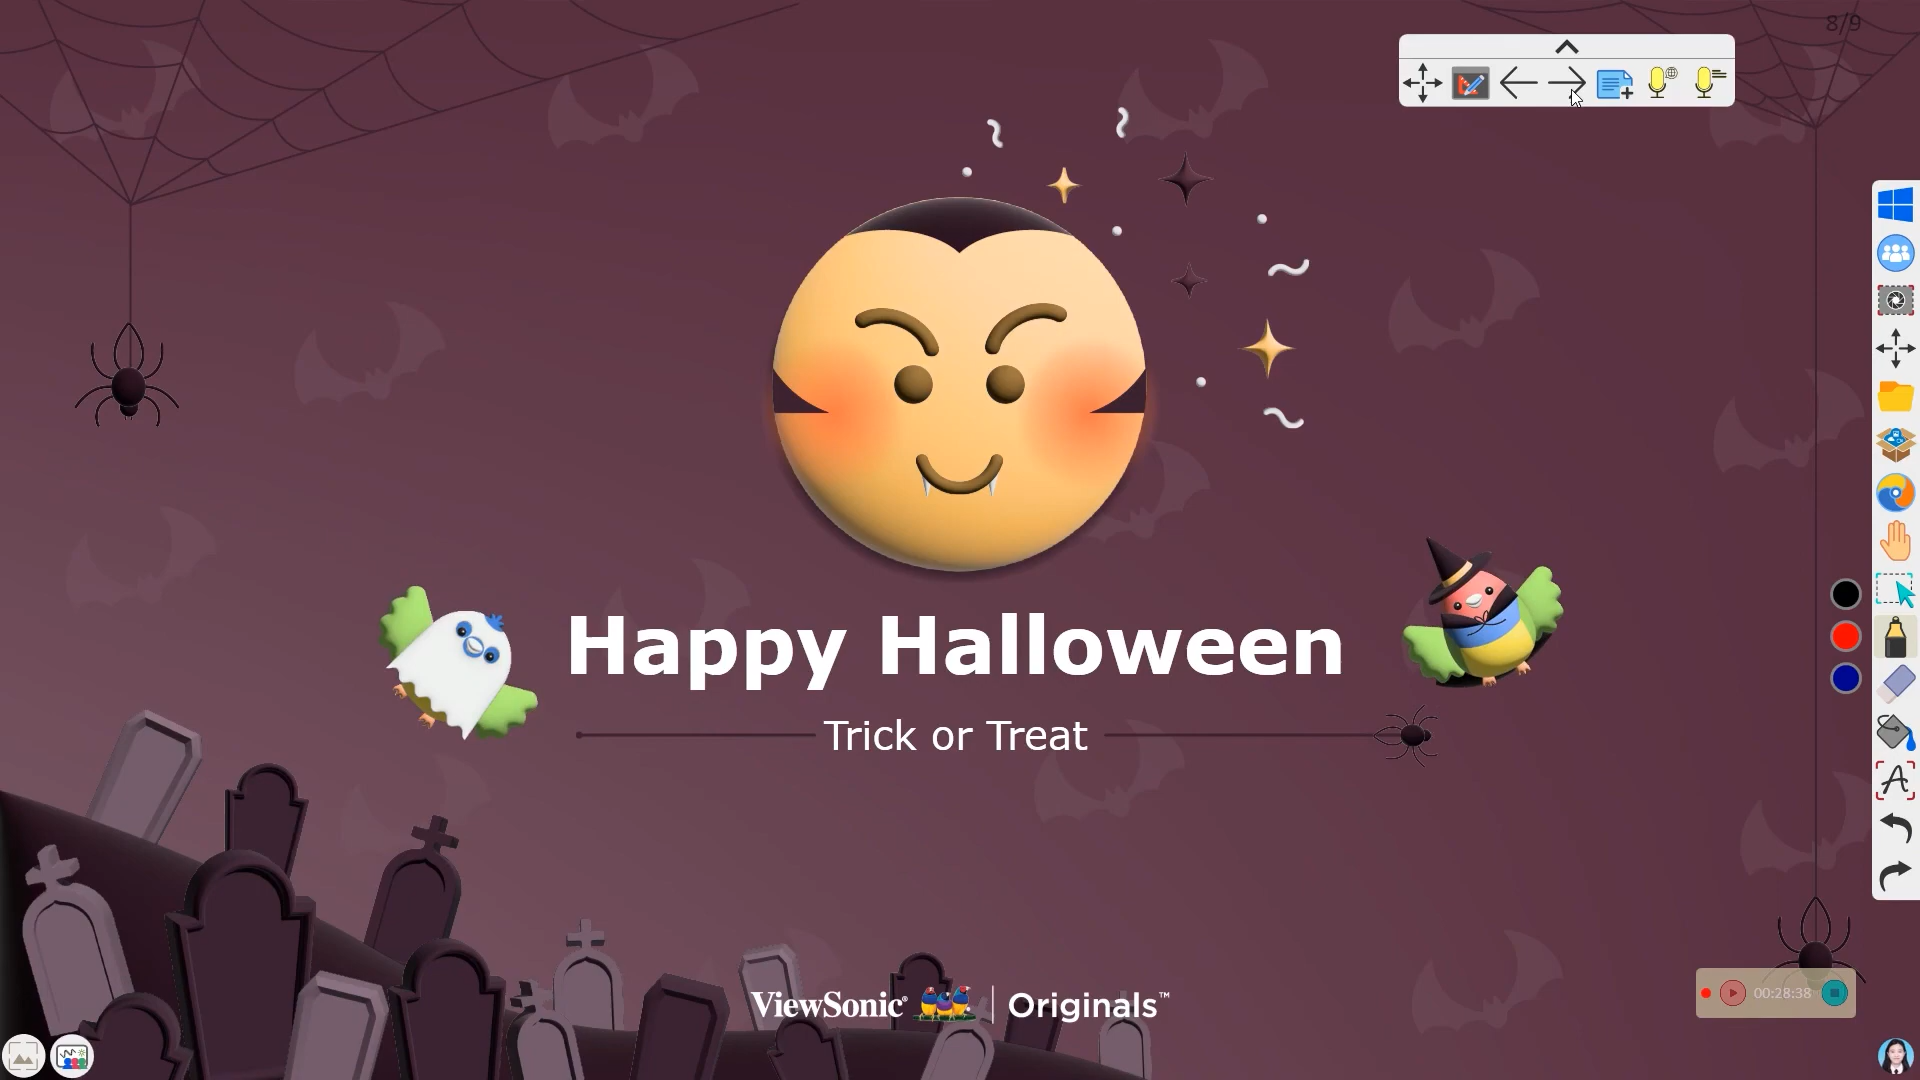 8/9
Happy Halloween
Trick or Treat
ViewSonic® Originals™
00:28:38